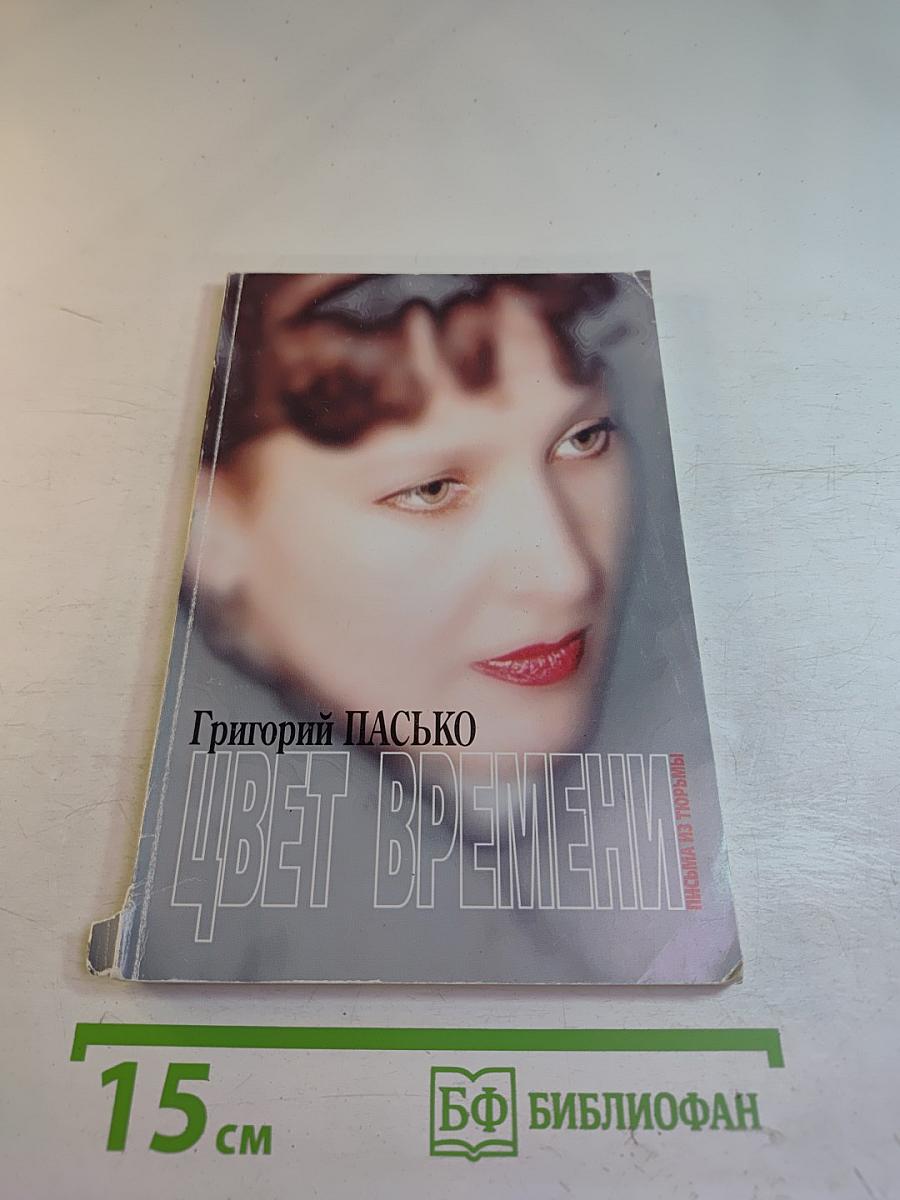 Григорий ПАСЬКО
ЦВЕТ ВРЕМЕНИ
ПИСЬМА ИЗ ТЮРЬМЫ
15 см
БФ БИБЛИОФАН